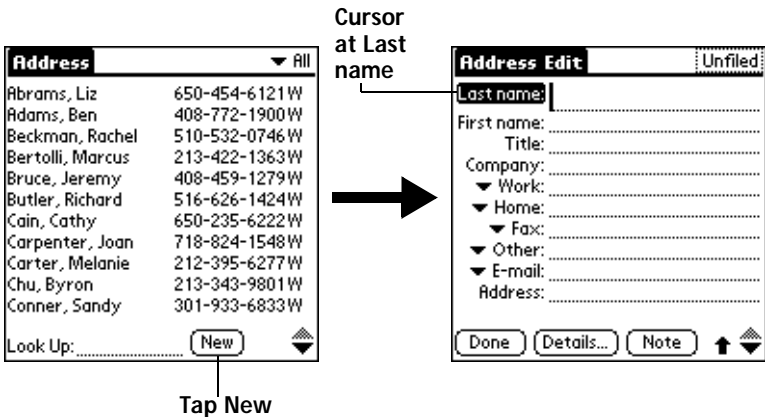 Cursor
at Last
name
Address ▼ All
Abrams, Liz 650-454-6121W
Adams, Ben 408-772-1900W
Beckman, Rachel 510-532-0746W
Bertolli, Marcus 213-422-1363W
Bruce, Jeremy 408-459-1279W
Butler, Richard 516-626-1424W
Cain, Cathy 650-235-6222W
Carpenter, Joan 718-824-1548W
Carter, Melanie 212-395-6277W
Chu, Byron 213-343-9801W
Conner, Sandy 301-933-6833W
Look Up: New
Tap New
Address Edit Unfiled
Last name:
First name:
Title:
Company:
▼ Work:
▼ Home:
▼ Fax:
▼ Other:
▼ E-mail:
Address:
Done Details... Note